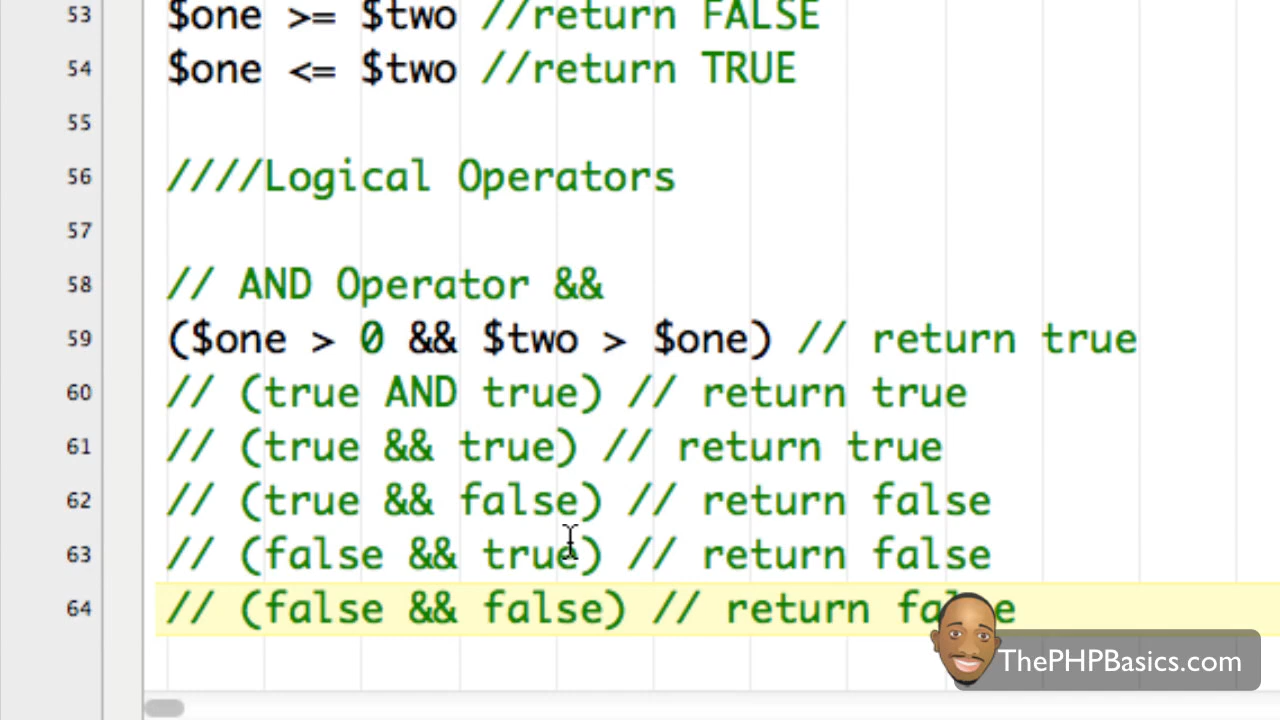 53 $one >= $two //return FALSE
54 $one <= $two //return TRUE
55
56 ////Logical Operators
57
58 // AND Operator &&
59 ($one > 0 && $two > $one) // return true
60 // (true AND true) // return true
61 // (true && true) // return true
62 // (true && false) // return false
63 // (false && true) // return false
64 // (false && false) // return false
ThePHPBasics.com